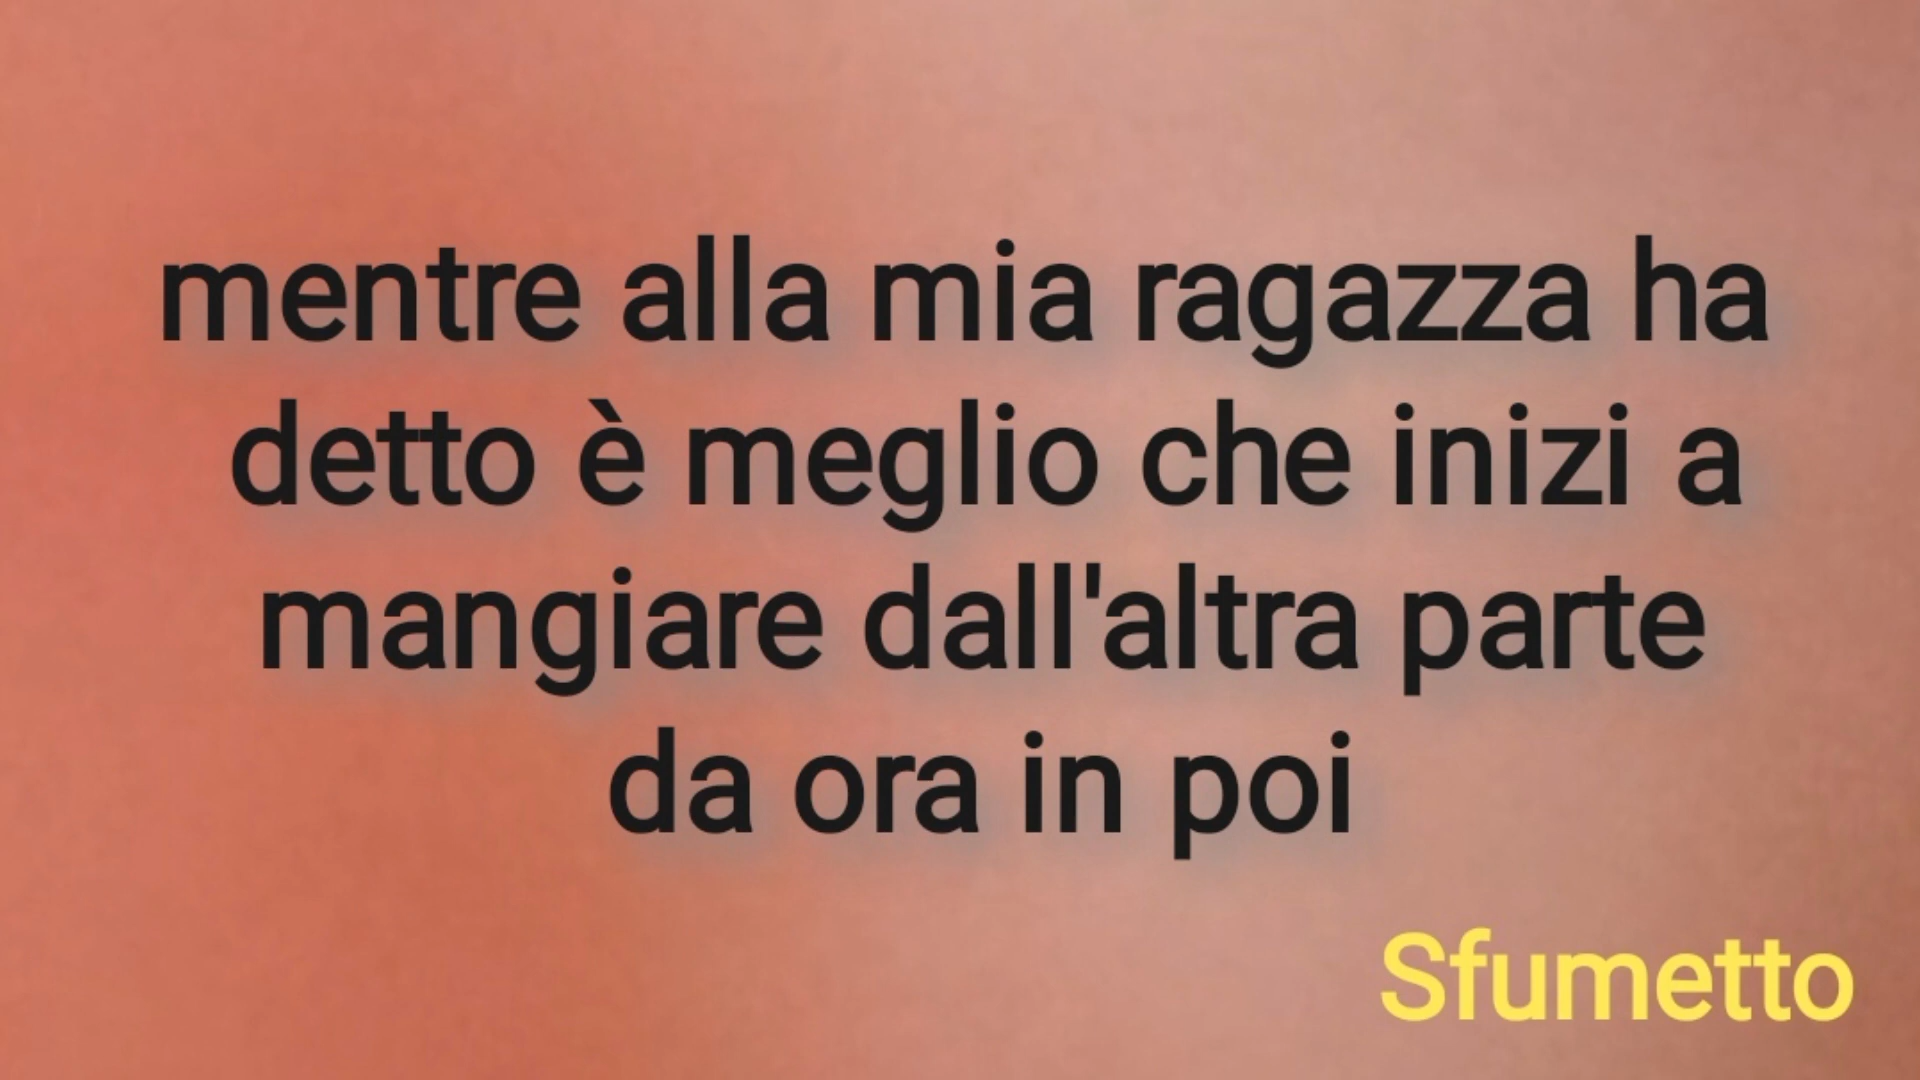 mentre alla mia ragazza ha
detto è meglio che inizi a
mangiare dall'altra parte
da ora in poi
Sfumetto